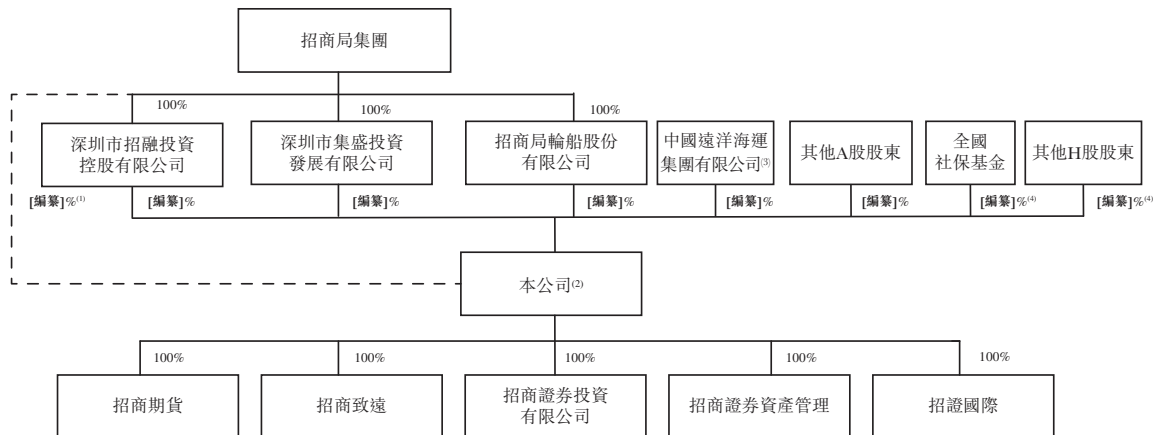 招商局集團
100%
100%
100%
深圳市招融投資
控股有限公司
深圳市集盛投資
發展有限公司
招商局輪船股份
有限公司
中國遠洋海運
集團有限公司(3)
其他A股股東
全國
社保基金
其他H股股東
[編纂]%(1)
[編纂]%
[編纂]%
[編纂]%
[編纂]%
[編纂]%
[編纂]%(4)
[編纂]%(4)
本公司(2)
100%
100%
100%
100%
100%
招商期貨
招商致遠
招商證券投資
有限公司
招商證券資產管理
招證國際